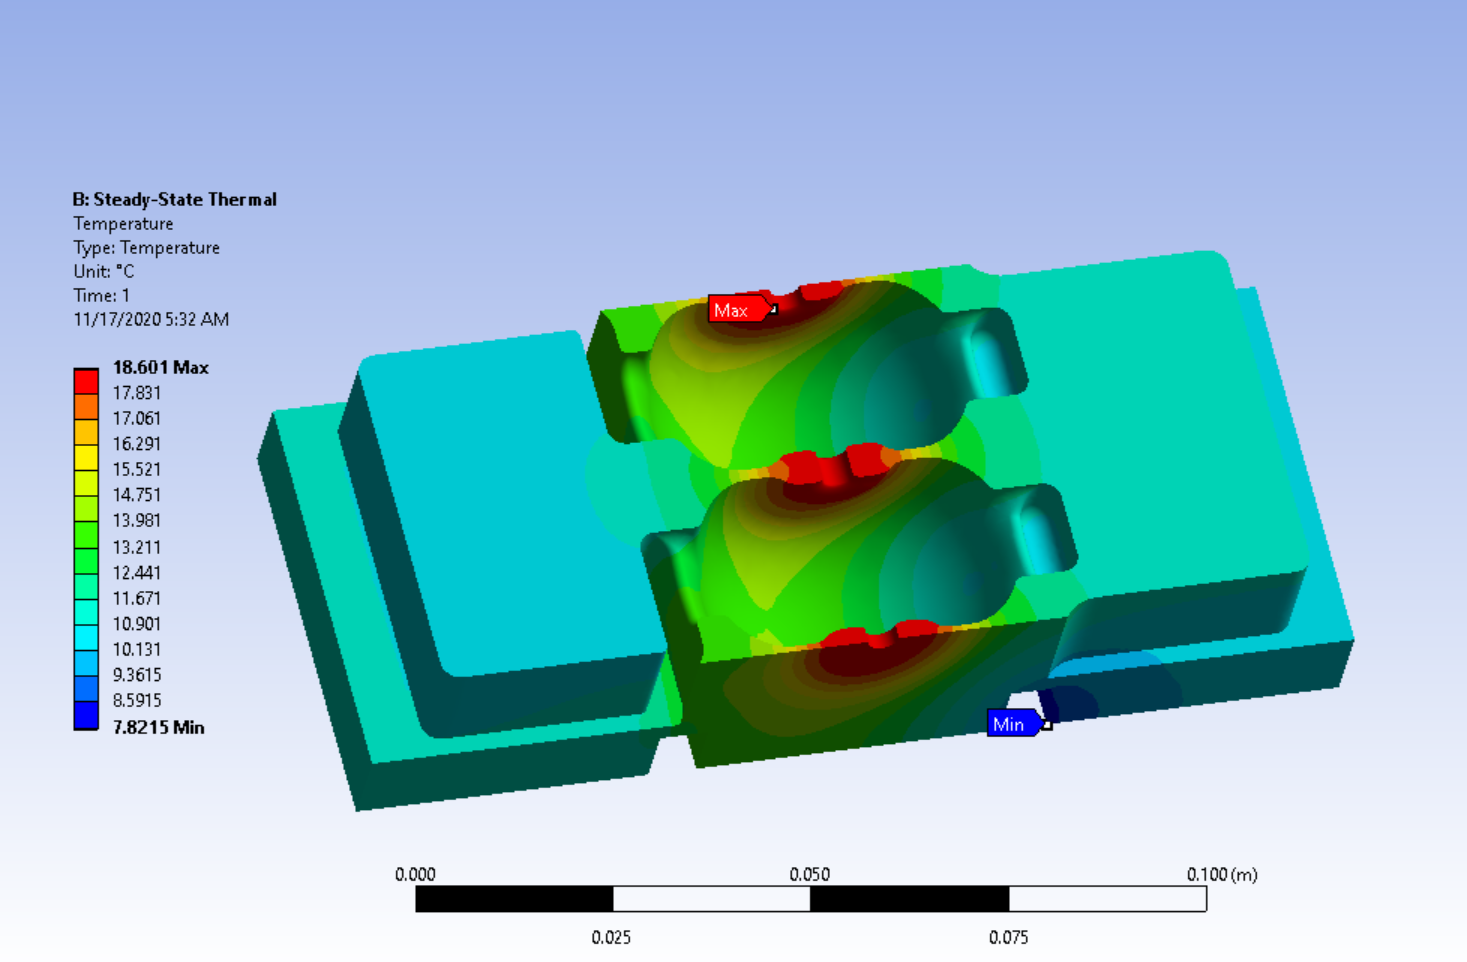 B: Steady-State Thermal
Temperature
Type: Temperature
Unit: °C
Time: 1
11/17/2020 5:32 AM
18.601 Max
17.831
17.061
16.291
15.521
14.751
13.981
13.211
12.441
11.671
10.901
10.131
9.3615
8.5915
7.8215 Min
Max
Min
0.000
0.050
0.100 (m)
0.025
0.075